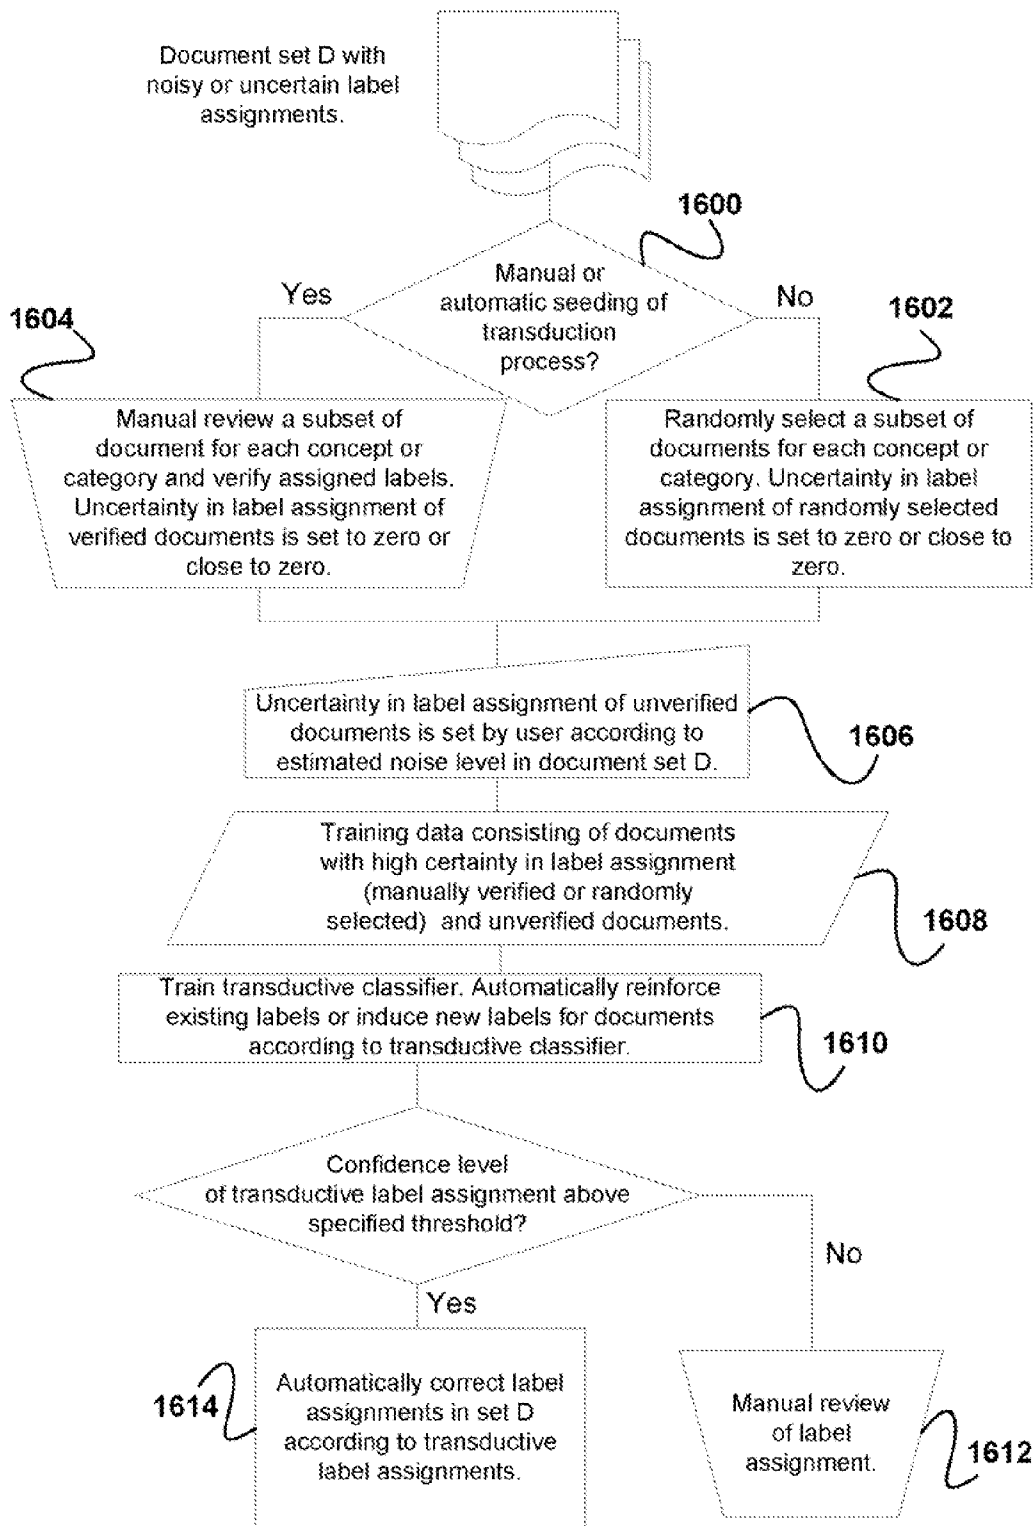 Document set D with
noisy or uncertain label
assignments.
1600
Manual or
automatic seeding of
transduction
process?
Yes
No
1604
1602
Manual review a subset of
document for each concept or
category and verify assigned labels.
Uncertainty in label assignment of
verified documents is set to zero or
close to zero.
Randomly select a subset of
documents for each concept or
category. Uncertainty in label
assignment of randomly selected
documents is set to zero or close to
zero.
Uncertainty in label assignment of unverified
documents is set by user according to
estimated noise level in document set D.
1606
Training data consisting of documents
with high certainty in label assignment
(manually verified or randomly
selected) and unverified documents.
1608
Train transductive classifier. Automatically reinforce
existing labels or induce new labels for documents
according to transductive classifier.
1610
Confidence level
of transductive label assignment above
specified threshold?
No
Yes
1614
Automatically correct label
assignments in set D
according to transductive
label assignments.
Manual review
of label
assignment.
1612